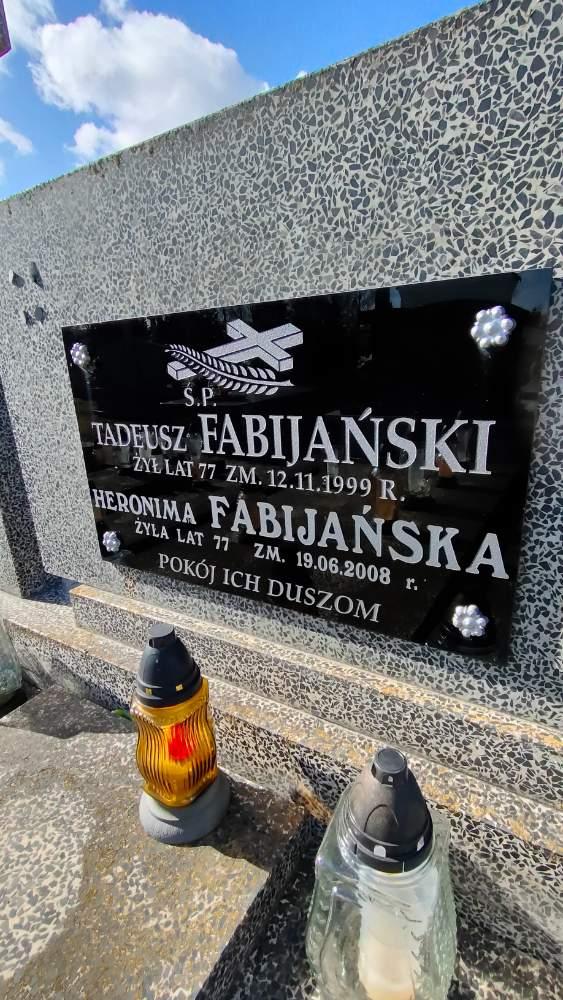 Ś.P.
TADEUSZ FABIJAŃSKI
ŻYŁ LAT 77 ZM. 12.11.1999 R.
HERONIMA FABIJAŃSKA
ŻYŁA LAT 77 ZM. 19.06.2008 r.
POKÓJ ICH DUSZOM